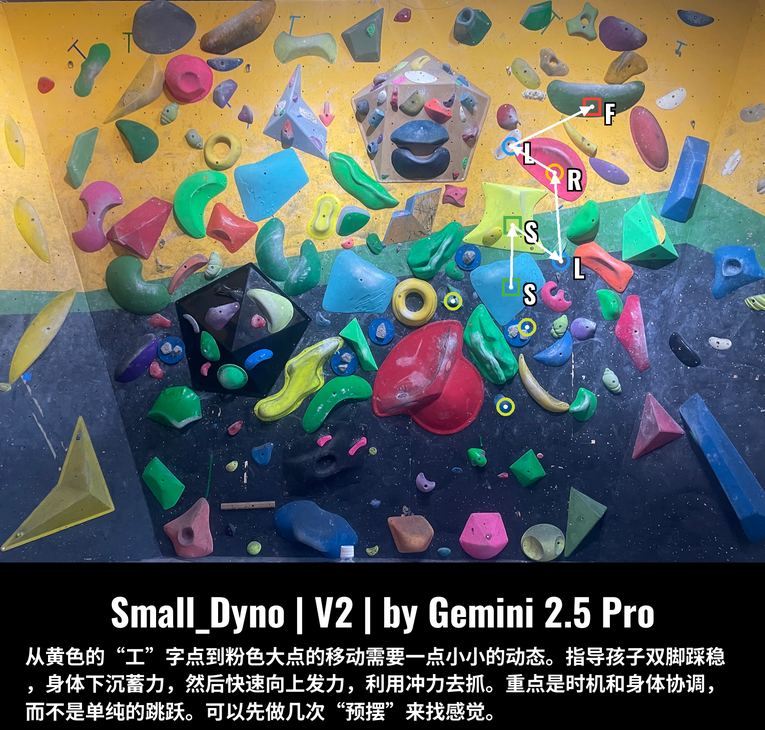 F
L
R
S
L
S
Small_Dyno | V2 | by Gemini 2.5 Pro
从黄色的“工”字点到粉色大点的移动需要一点小小的动态。指导孩子双脚踩稳
，身体下沉蓄力，然后快速向上发力，利用冲力去抓。重点是时机和身体协调，
而不是单纯的跳跃。可以先做几次“预摆”来找感觉。